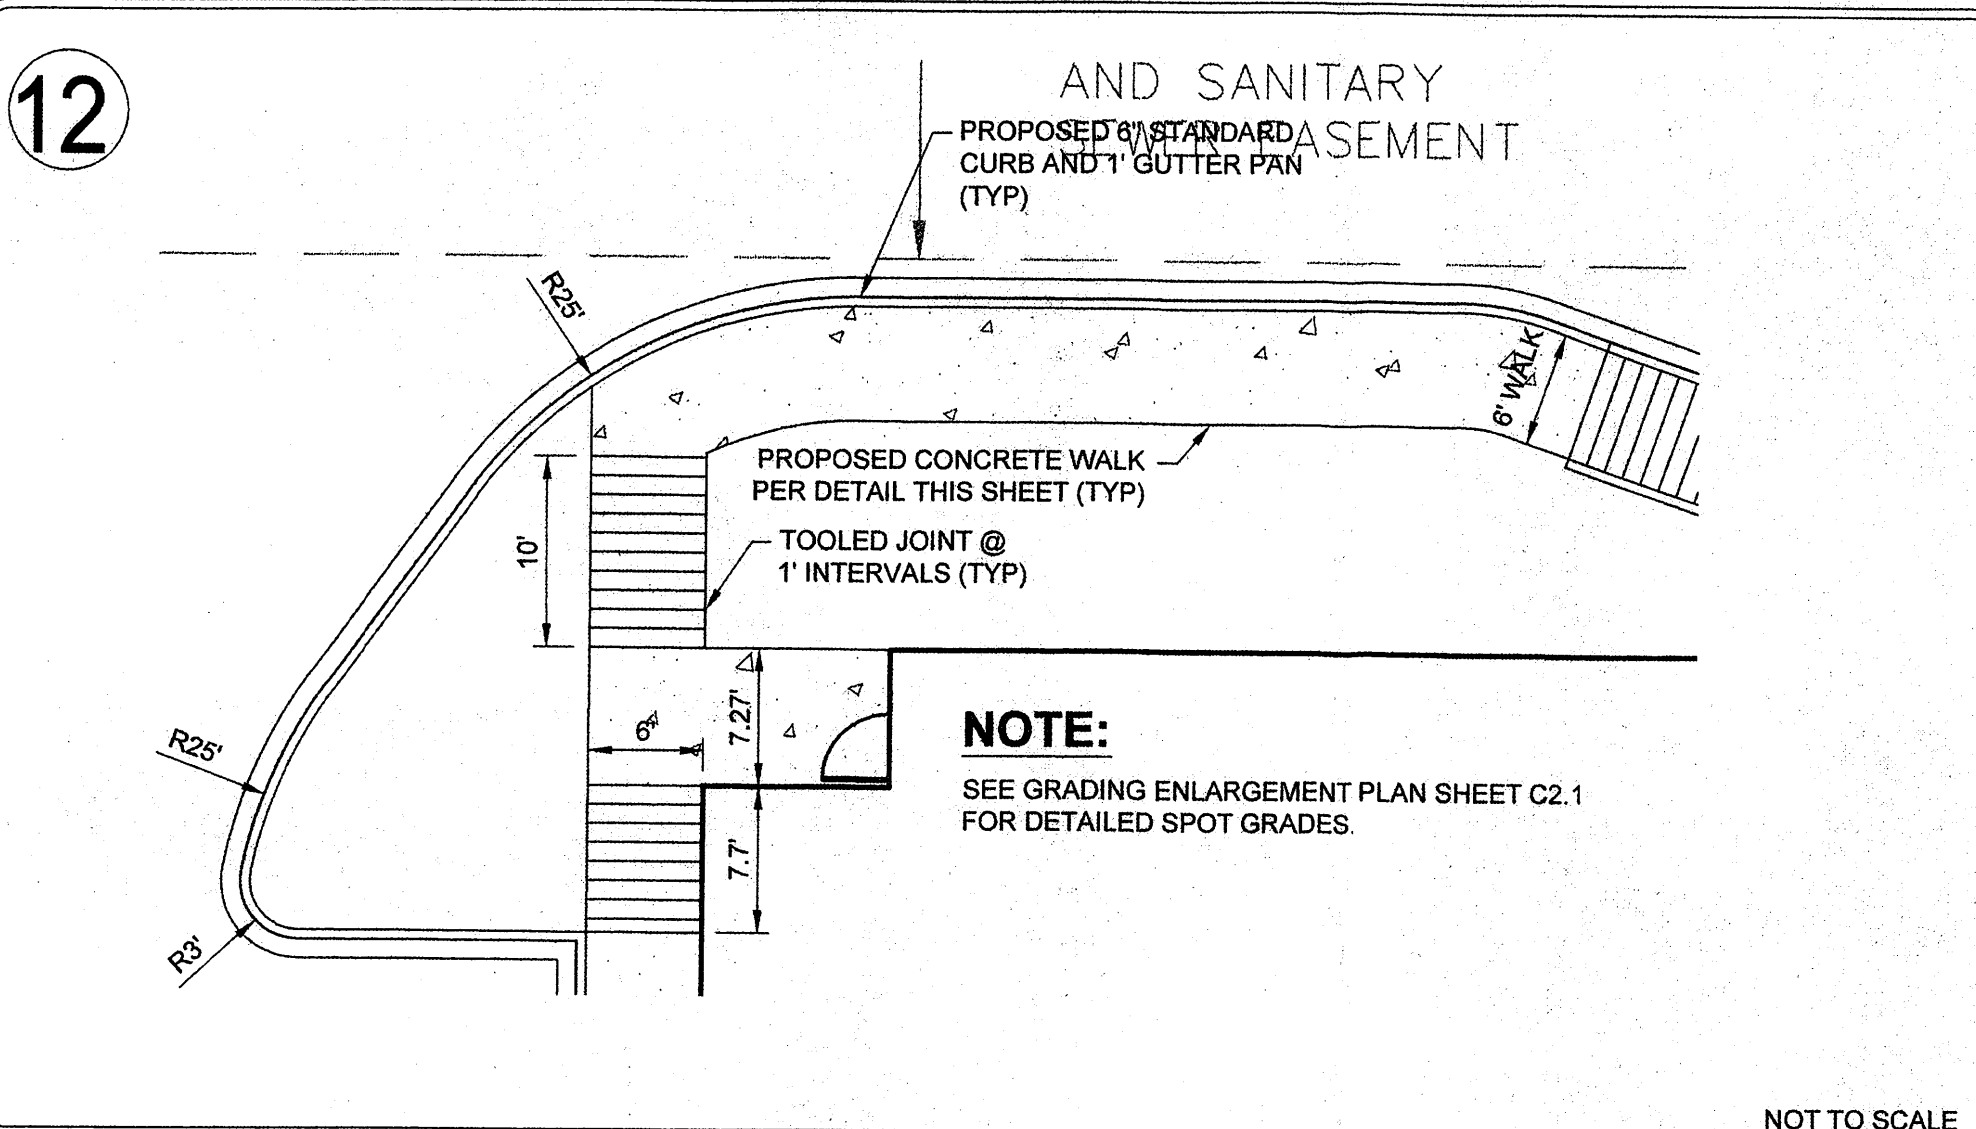 12
AND SANITARY
SEWER EASEMENT
PROPOSED 6" STANDARD
CURB AND 1' GUTTER PAN
(TYP)
R25'
6' WALK
PROPOSED CONCRETE WALK
PER DETAIL THIS SHEET (TYP)
10'
TOOLED JOINT @
1' INTERVALS (TYP)
R25'
6'
7.27'
NOTE:
SEE GRADING ENLARGEMENT PLAN SHEET C2.1
FOR DETAILED SPOT GRADES.
7.7'
R3'
NOT TO SCALE